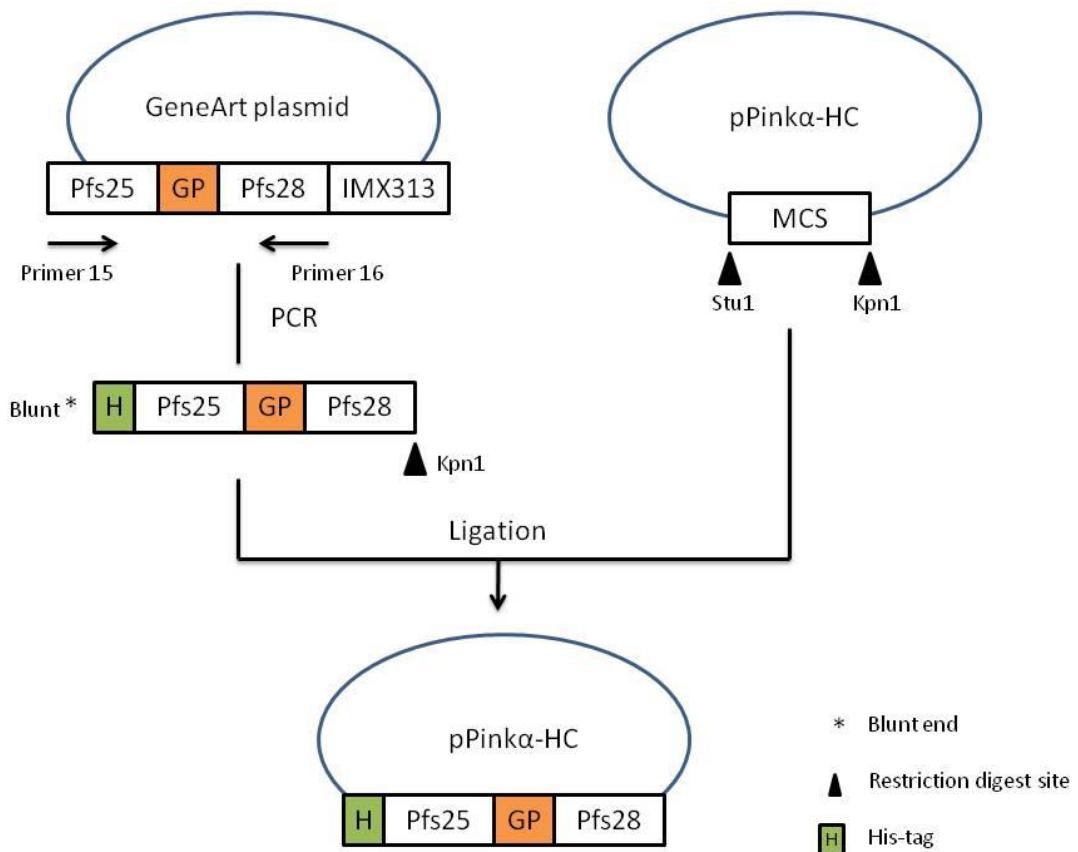 GeneArt plasmid
Pfs25 GP Pfs28 IMX313
Primer 15 Primer 16
PCR
pPinkα-HC
MCS
Stu1 Kpn1
Blunt * H Pfs25 GP Pfs28
Kpn1
Ligation
pPinkα-HC
H Pfs25 GP Pfs28
* Blunt end
Restriction digest site
H His-tag